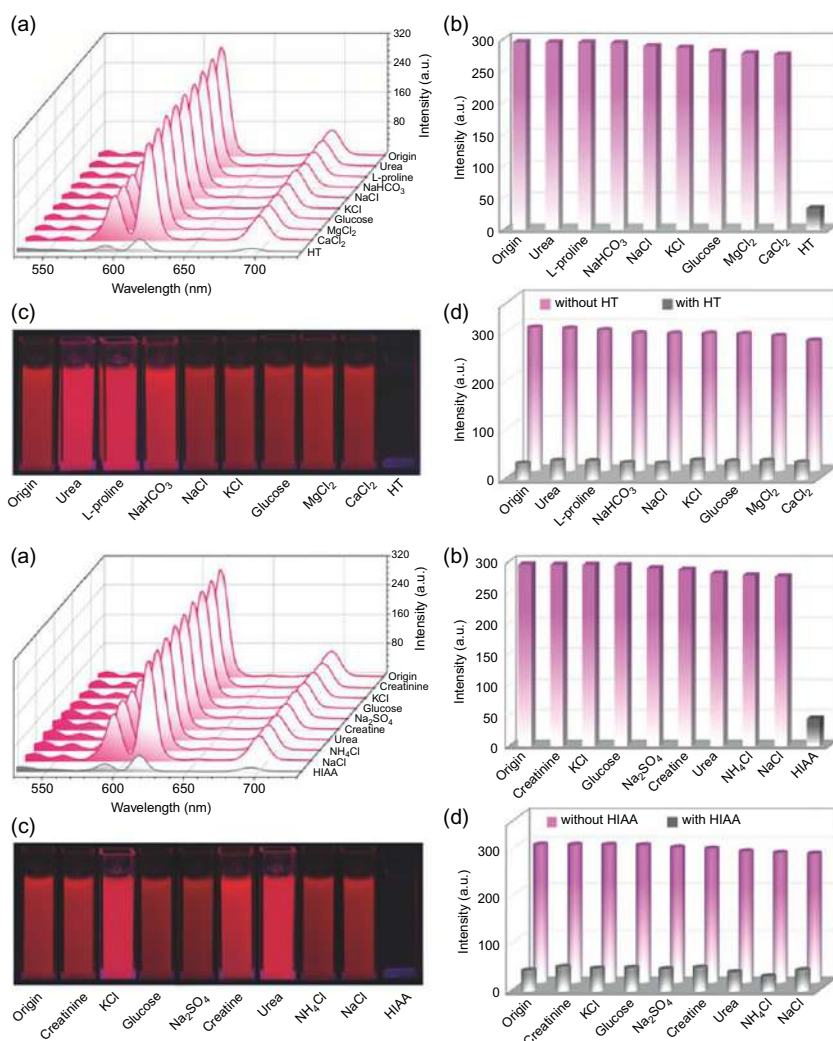 (a)
320
240
160
80
Intensity (a.u.)
Origin
Urea
L-proline
NaHCO3
NaCl
KCl
Glucose
MgCl2
CaCl2
HT
550 600 650 700
Wavelength (nm)
(b)
300
250
200
150
100
50
0
Intensity (a.u.)
Origin Urea L-proline NaHCO3 NaCl KCl Glucose MgCl2 CaCl2 HT
(c)
Origin Urea L-proline NaHCO3 NaCl KCl Glucose MgCl2 CaCl2 HT
(d)
without HT with HT
300
200
100
0
Intensity (a.u.)
Origin Urea L-proline NaHCO3 NaCl KCl Glucose MgCl2 CaCl2
(a)
320
240
160
80
Intensity (a.u.)
Origin
Creatinine
KCl
Glucose
Na2SO4
Creatine
Urea
NH4Cl
NaCl
HIAA
550 600 650 700
Wavelength (nm)
(b)
300
250
200
150
100
50
0
Intensity (a.u.)
Origin Creatinine KCl Glucose Na2SO4 Creatine Urea NH4Cl NaCl HIAA
(c)
Origin Creatinine KCl Glucose Na2SO4 Creatine Urea NH4Cl NaCl HIAA
(d)
without HIAA with HIAA
300
200
100
0
Intensity (a.u.)
Origin Creatinine KCl Glucose Na2SO4 Creatine Urea NH4Cl NaCl